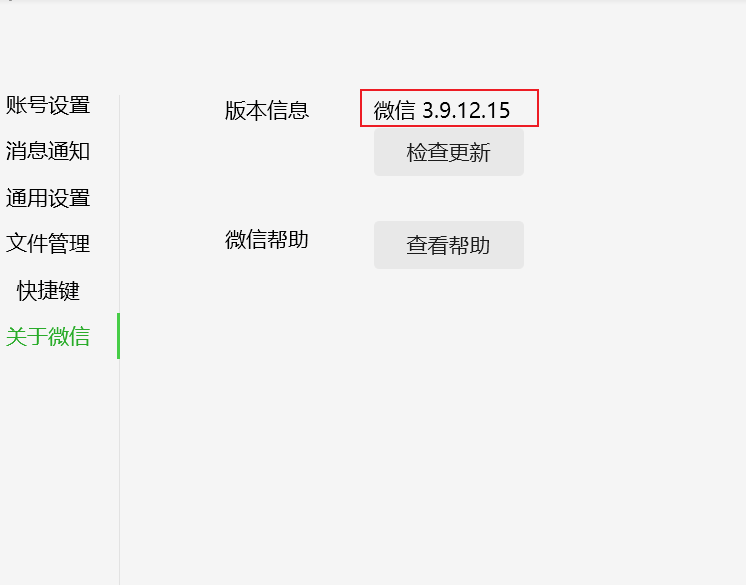 账号设置
消息通知
通用设置
文件管理
快捷键
关于微信
版本信息
微信 3.9.12.15
检查更新
微信帮助
查看帮助